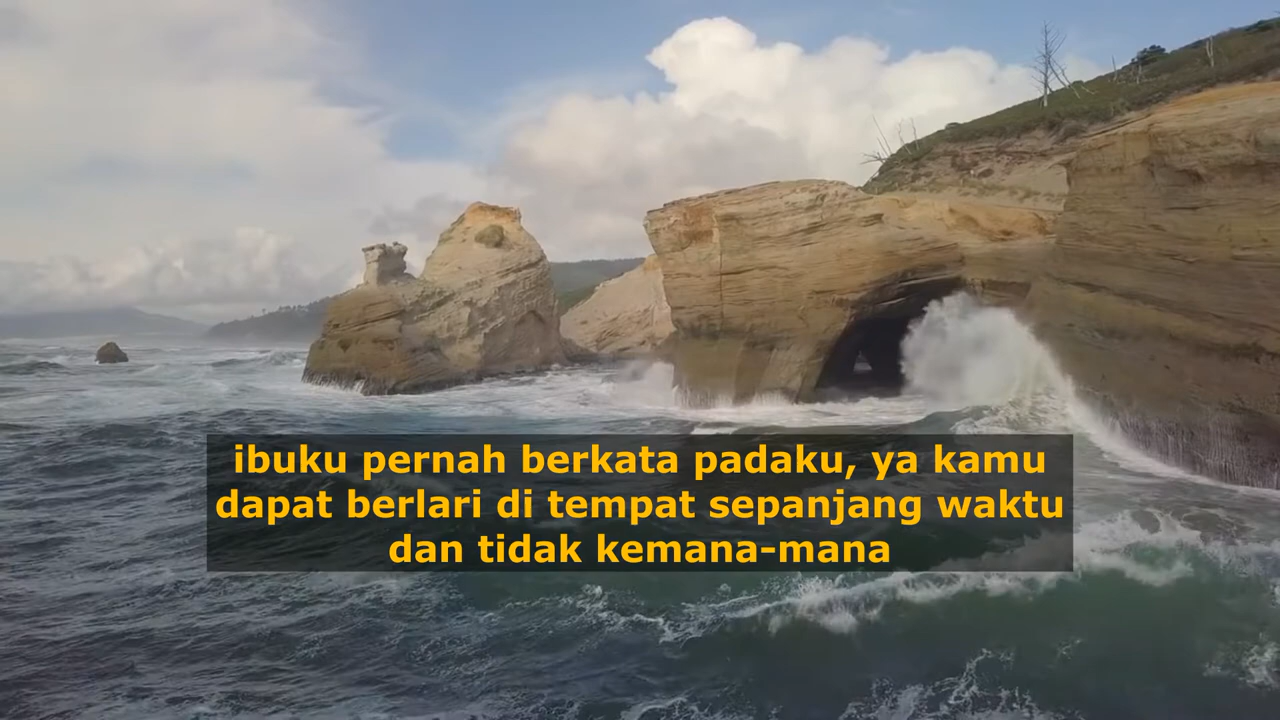 ibuku pernah berkata padaku, ya kamu
dapat berlari di tempat sepanjang waktu
dan tidak kemana-mana